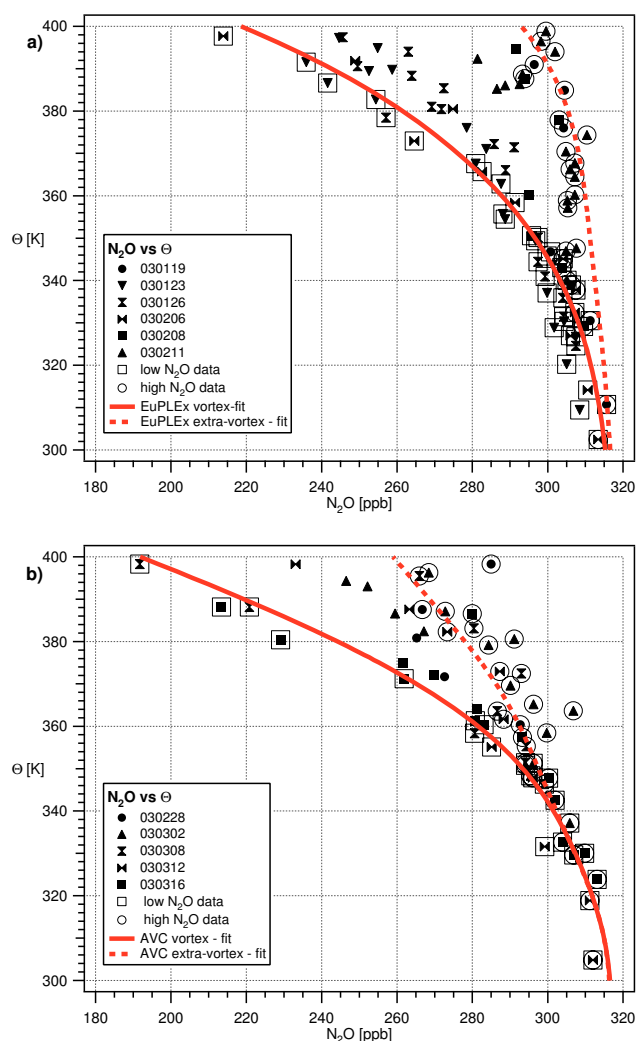 a)
400
380
360
Θ [K]
340
320
300
N₂O vs Θ
030119
030123
030126
030206
030208
030211
low N₂O data
high N₂O data
EuPLEx vortex-fit
EuPLEx extra-vortex - fit
180 200 220 240 260 280 300 320
N₂O [ppb]
b)
400
380
360
Θ [K]
340
320
300
N₂O vs Θ
030228
030302
030308
030312
030316
low N₂O data
high N₂O data
AVC vortex - fit
AVC extra-vortex - fit
180 200 220 240 260 280 300 320
N₂O [ppb]